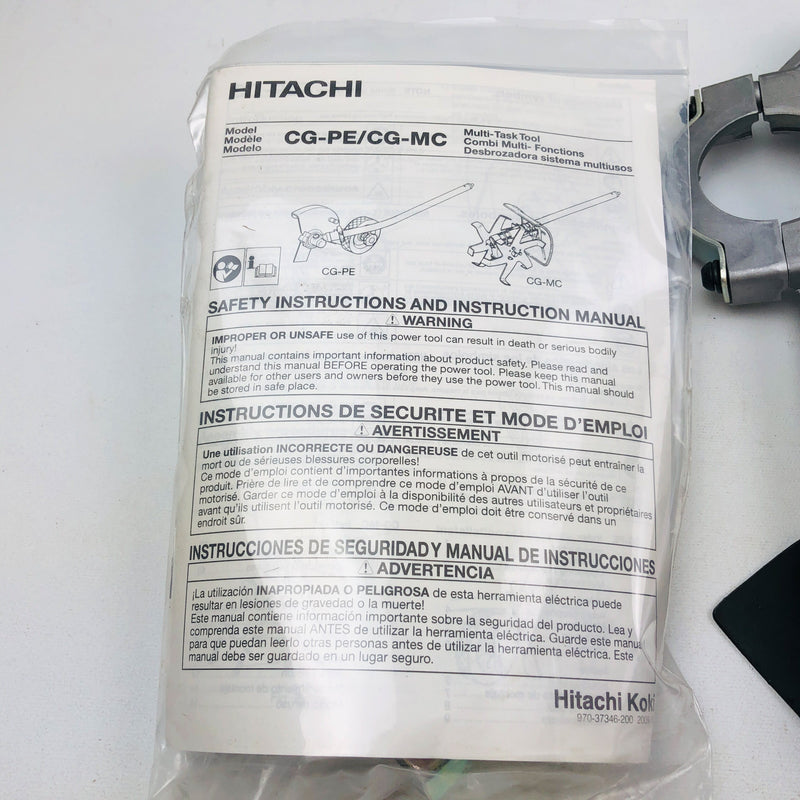 HITACHI
Model
Modèle
Modelo
CG-PE/CG-MC
Multi-Task Tool
Combi Multi- Fonctions
Desbrozadora sistema multiusos
CG-PE
CG-MC
SAFETY INSTRUCTIONS AND INSTRUCTION MANUAL
WARNING
IMPROPER OR UNSAFE use of this power tool can result in death or serious bodily
injury!
This manual contains important information about product safety. Please read and
understand this manual BEFORE operating the power tool. Please keep this manual
available for other users and owners before they use the power tool. This manual should
be stored in safe place.
INSTRUCTIONS DE SECURITE ET MODE D'EMPLOI
AVERTISSEMENT
Une utilisation INCORRECTE OU DANGEREUSE de cet outil motorisé peut entraîner la
mort ou de sérieuses blessures corporelles!
Ce mode d'emploi contient d'importantes informations à propos de la sécurité de ce
produit. Prière de lire et de comprendre ce mode d'emploi AVANT d'utiliser l'outil
motorisé. Garder ce mode d'emploi à la disponibilité des autres utilisateurs et propriétaires
avant qu'ils utilisent l'outil motorisé. Ce mode d'emploi doit être conservé dans un
endroit sûr.
INSTRUCCIONES DE SEGURIDAD Y MANUAL DE INSTRUCCIONES
ADVERTENCIA
¡La utilización INAPROPIADA O PELIGROSA de esta herramienta eléctrica puede
resultar en lesiones de gravedad o la muerte!
Este manual contiene información importante sobre la seguridad del producto. Lea y
comprenda este manual ANTES de utilizar la herramienta eléctrica. Guarde este manual
para que puedan leerlo otras personas antes de utilizar la herramienta eléctrica. Este
manual debe ser guardado en un lugar seguro.
Hitachi Koki
970-37346-200